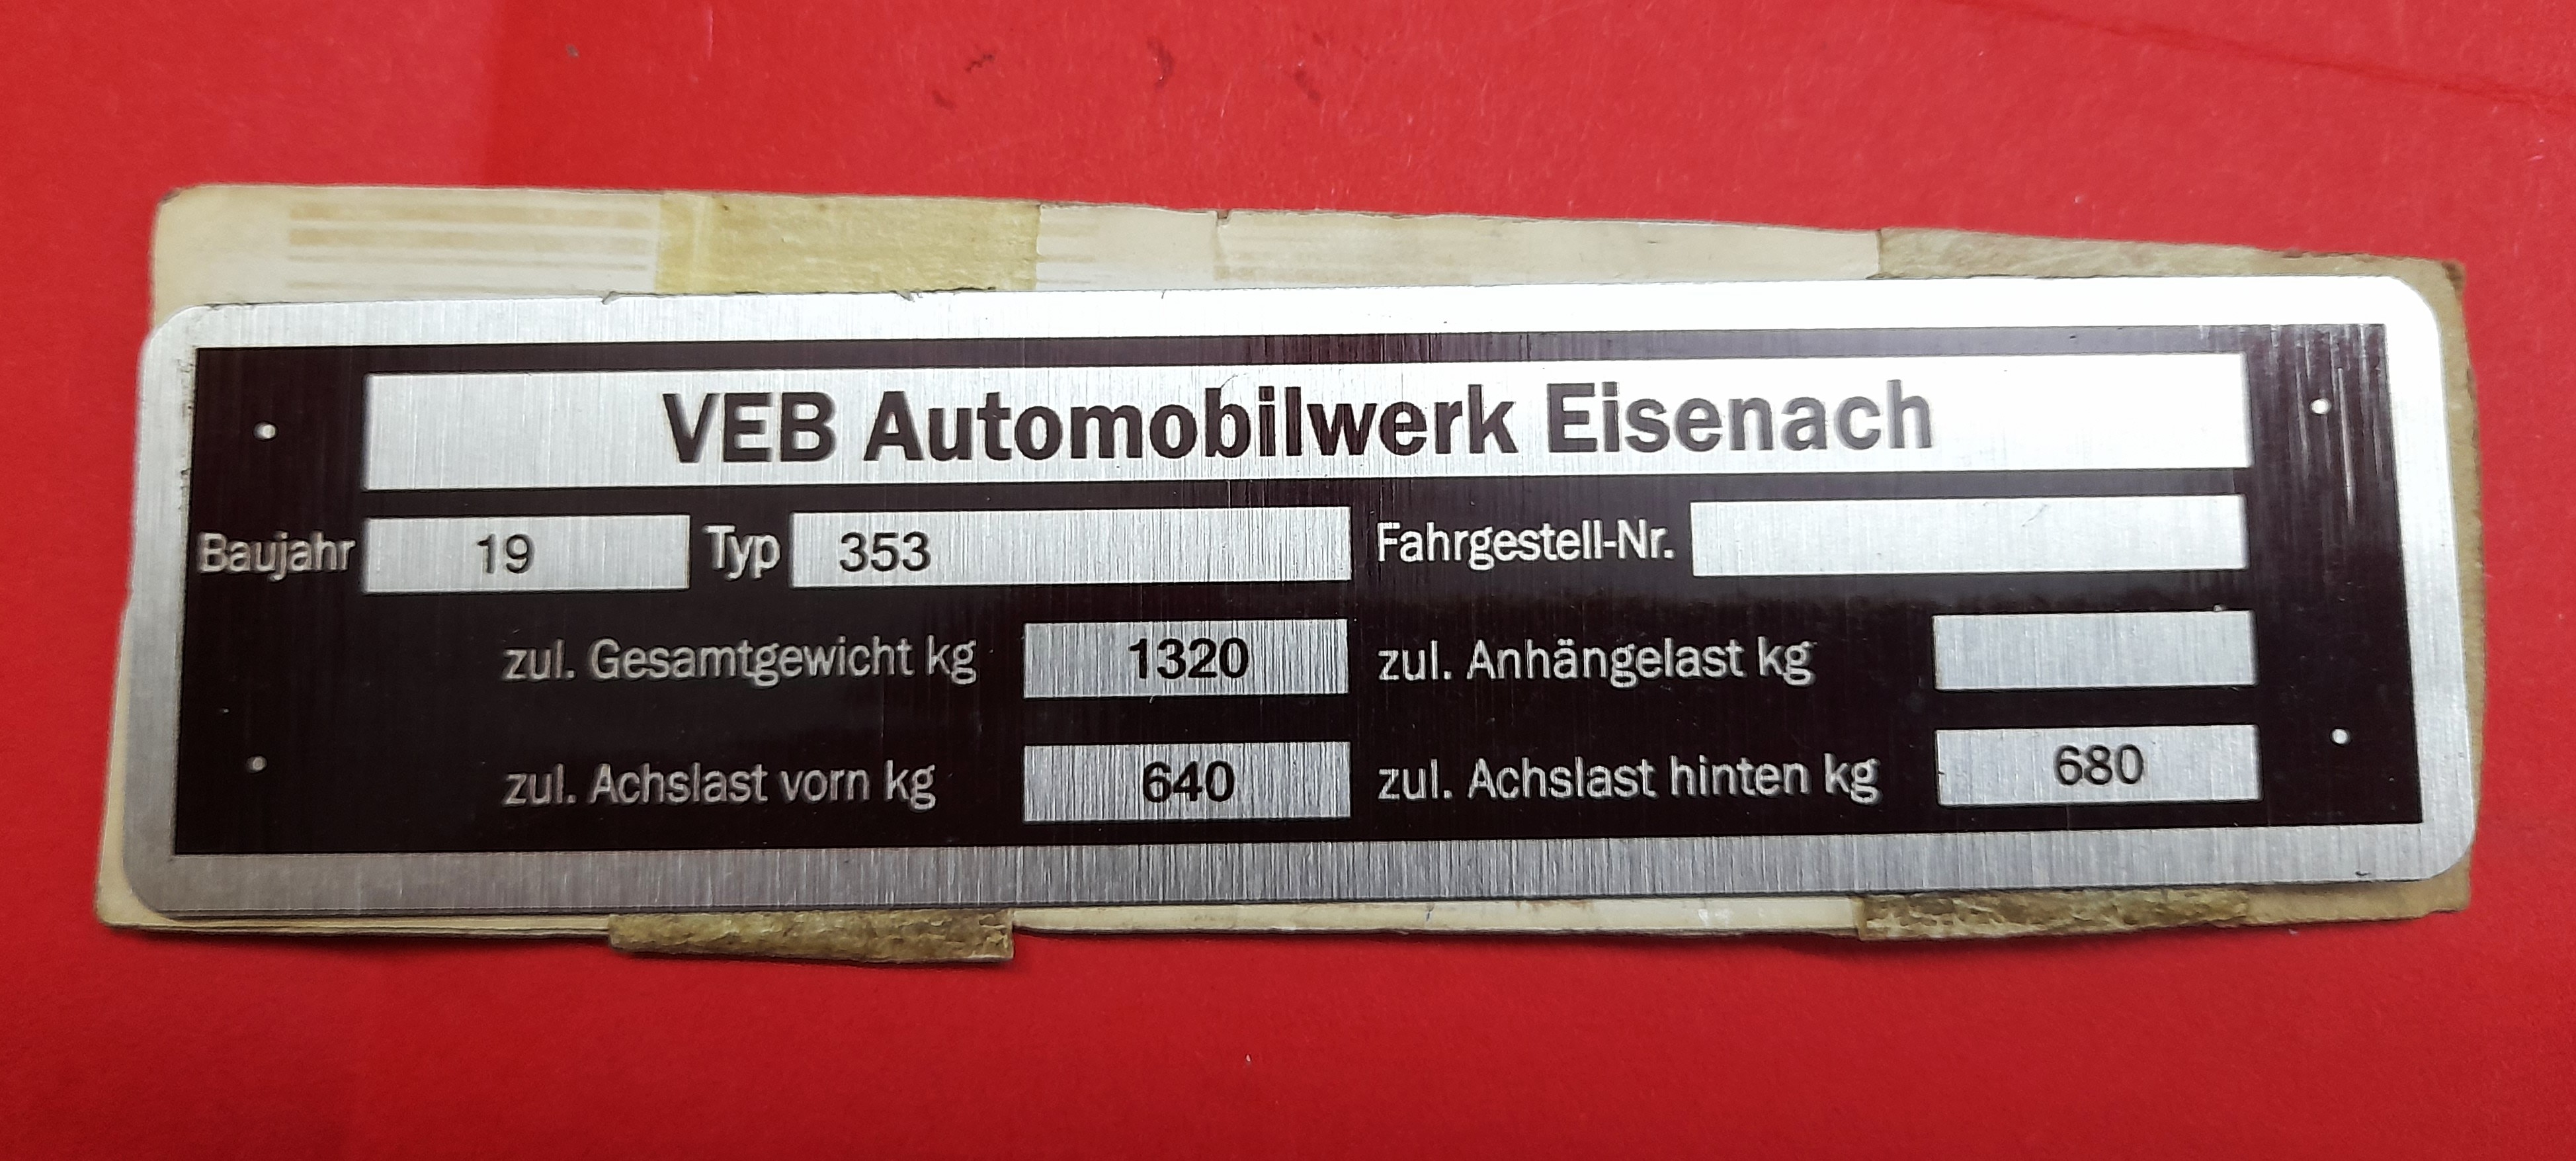 VEB Automobilwerk Eisenach
Baujahr 19 Typ 353 Fahrgestell-Nr.
zul. Gesamtgewicht kg 1320 zul. Anhängelast kg
zul. Achslast vorn kg 640 zul. Achslast hinten kg 680